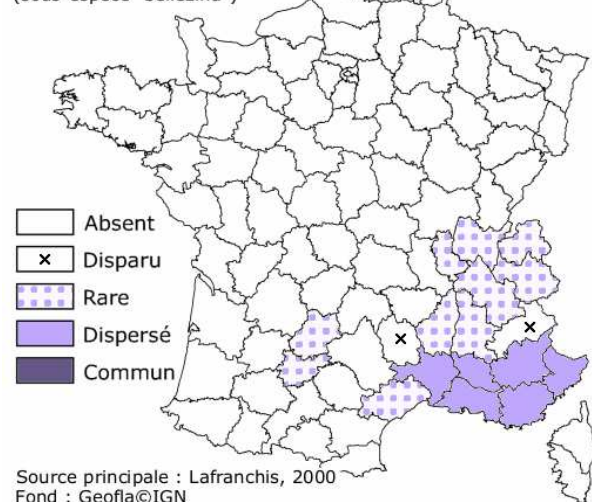 Absent
Disparu
Rare
Dispersé
Commun
Source principale : Lafranchis, 2000
Fond : Geofla©IGN